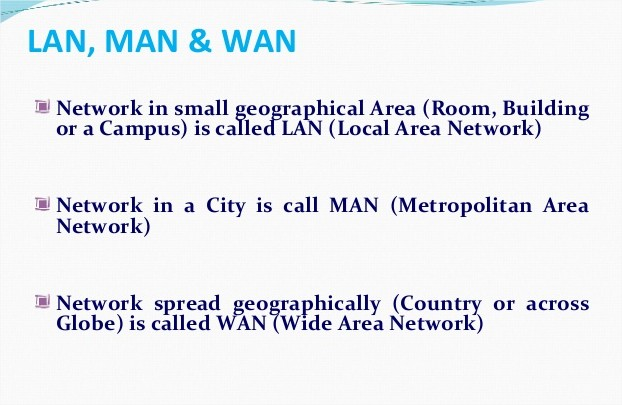 LAN, MAN & WAN
Network in small geographical Area (Room, Building
or a Campus) is called LAN (Local Area Network)
Network in a City is call MAN (Metropolitan Area
Network)
Network spread geographically (Country or across
Globe) is called WAN (Wide Area Network)